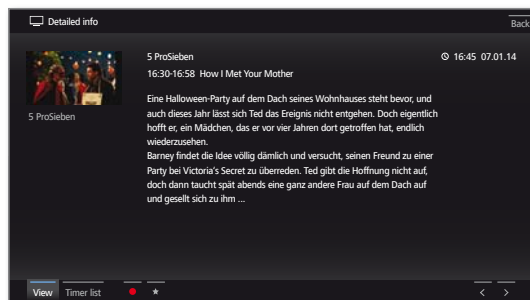 Detailed info
Back
5 ProSieben
16:45 07.01.14
16:30-16:58 How I Met Your Mother
5 ProSieben
Eine Halloween-Party auf dem Dach seines Wohnhauses steht bevor, und
auch dieses Jahr lässt sich Ted das Ereignis nicht entgehen. Doch eigentlich
hofft er, ein Mädchen, das er vor vier Jahren dort getroffen hat, endlich
wiederzusehen.
Barney findet die Idee völlig dämlich und versucht, seinen Freund zu einer
Party bei Victoria's Secret zu überreden. Ted gibt die Hoffnung nicht auf,
doch dann taucht spät abends eine ganz andere Frau auf dem Dach auf
und gesellt sich zu ihm ...
View Timer list